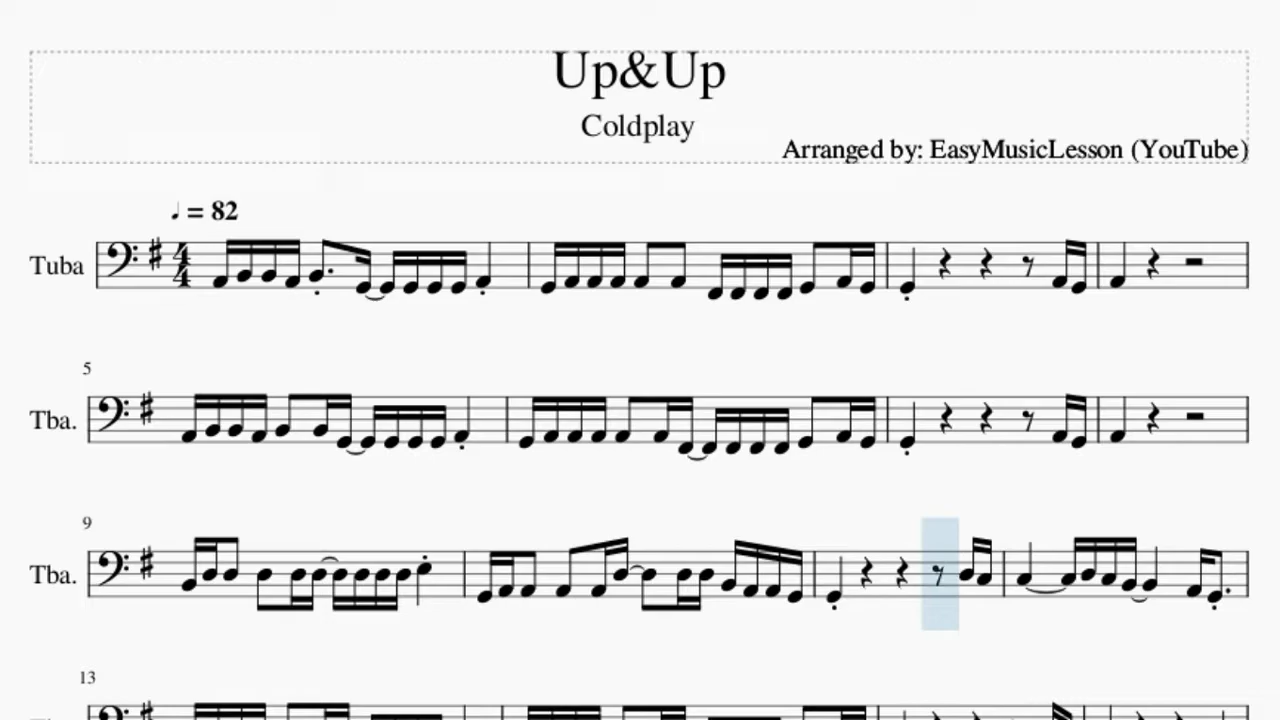 Up&Up
Coldplay
Arranged by: EasyMusicLesson (YouTube)
♩ = 82
Tuba
5
Tba.
9
Tba.
13